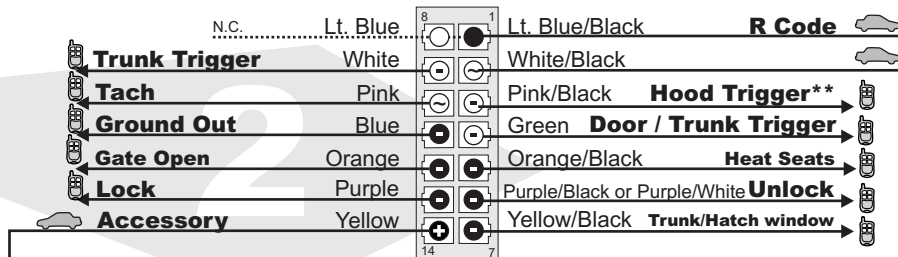 N.C. Lt. Blue 8 1 Lt. Blue/Black R Code
Trunk Trigger White White/Black
Tach Pink Pink/Black Hood Trigger**
Ground Out Blue Green Door / Trunk Trigger
Gate Open Orange Orange/Black Heat Seats
Lock Purple Purple/Black or Purple/White Unlock
Accessory Yellow Yellow/Black Trunk/Hatch window
14 7
2